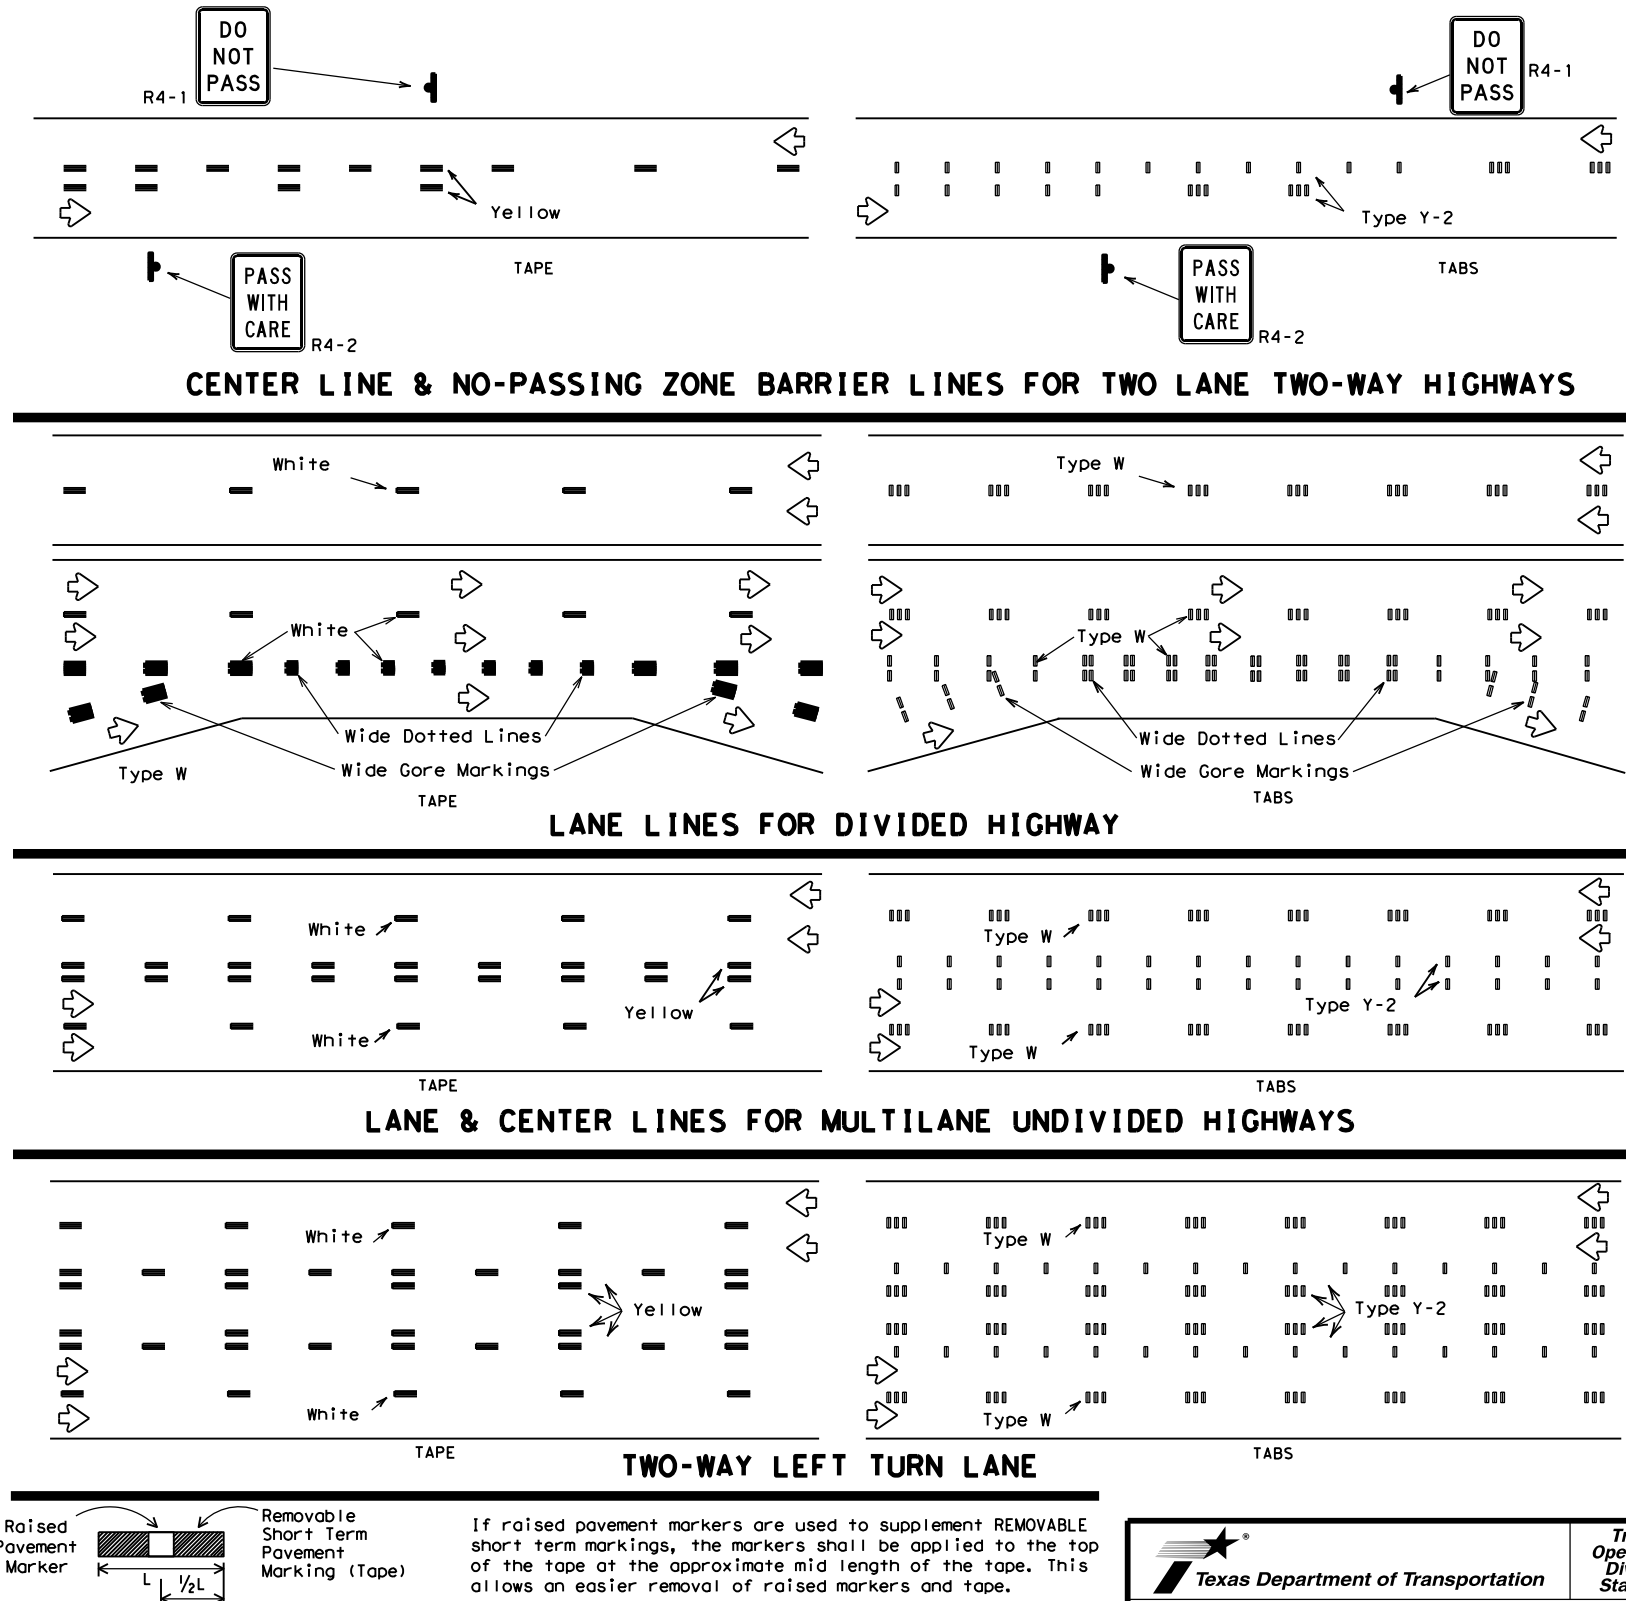 DO
NOT
PASS
R4-1
DO
NOT
PASS
R4-1
Yellow
Type Y-2
PASS
WITH
CARE
R4-2
TAPE
PASS
WITH
CARE
R4-2
TABS
CENTER LINE & NO-PASSING ZONE BARRIER LINES FOR TWO LANE TWO-WAY HIGHWAYS
White
Type W
White
Type W
Wide Dotted Lines
Wide Dotted Lines
Type W
Wide Gore Markings
Wide Gore Markings
TAPE
TABS
LANE LINES FOR DIVIDED HIGHWAY
White
Type W
Yellow
Type Y-2
White
Type W
TAPE
TABS
LANE & CENTER LINES FOR MULTILANE UNDIVIDED HIGHWAYS
White
Type W
Yellow
Type Y-2
White
Type W
TAPE
TABS
TWO-WAY LEFT TURN LANE
Raised
Pavement
Marker
Removable
Short Term
Pavement
Marking (Tape)
L
1/2L
If raised pavement markers are used to supplement REMOVABLE
short term markings, the markers shall be applied to the top
of the tape at the approximate mid length of the tape. This
allows an easier removal of raised markers and tape.
®
Texas Department of Transportation